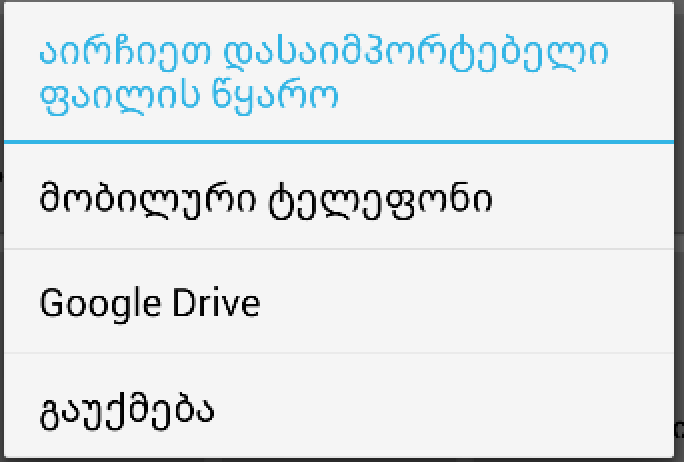 აირჩიეთ დასაიმპორტებელი
ფაილის წყარო
მობილური ტელეფონი
Google Drive
გაუქმება